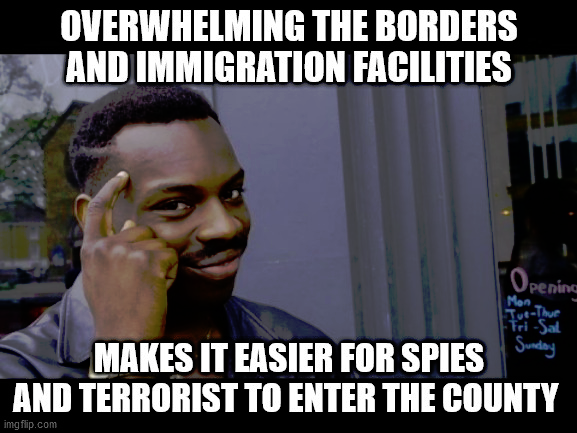 OVERWHELMING THE BORDERS
AND IMMIGRATION FACILITIES
Opening
Mon
Tue-Thur
Fri-Sat
Sunday
MAKES IT EASIER FOR SPIES
AND TERRORIST TO ENTER THE COUNTY
imgflip.com